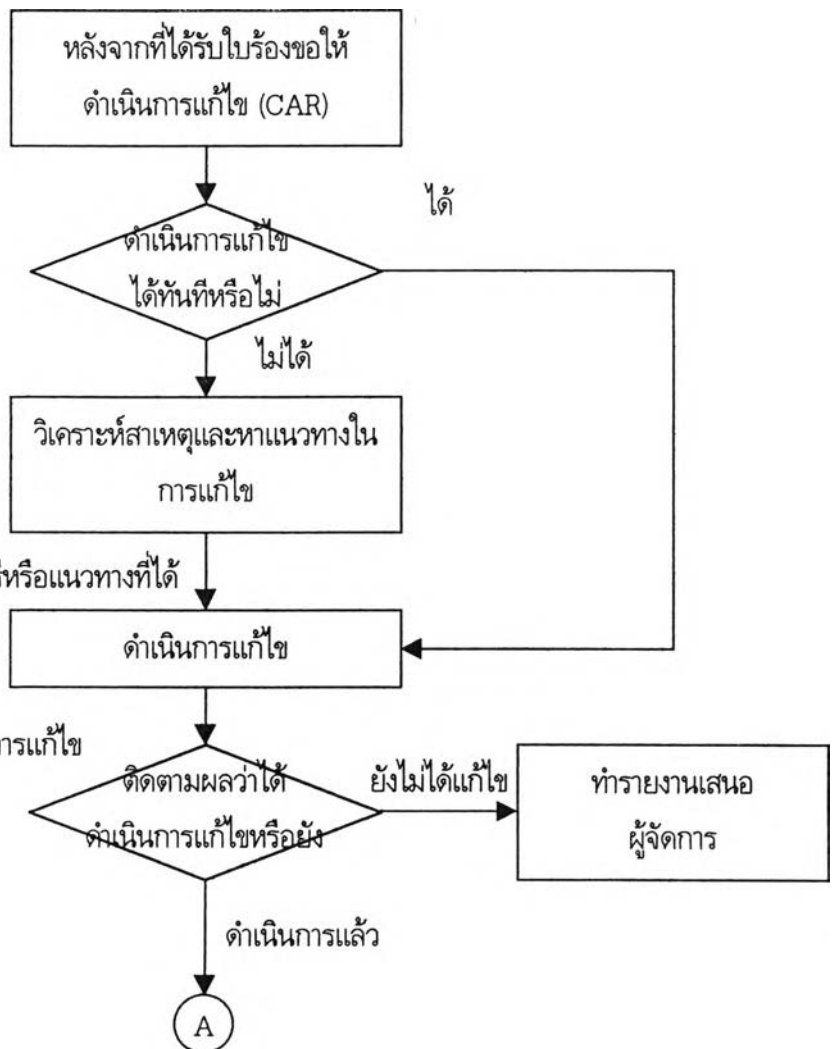 หลังจากที่ได้รับใบร้องขอให้
ดำเนินการแก้ไข (CAR)
ได้
ดำเนินการแก้ไข
ได้ทันทีหรือไม่
ไม่ได้
วิเคราะห์สาเหตุและหาแนวทางใน
การแก้ไข
หรือแนวทางที่ได้
ดำเนินการแก้ไข
การแก้ไข
ติดตามผลว่าได้
ดำเนินการแก้ไขหรือยัง
ยังไม่ได้แก้ไข
ทำรายงานเสนอ
ผู้จัดการ
ดำเนินการแล้ว
A